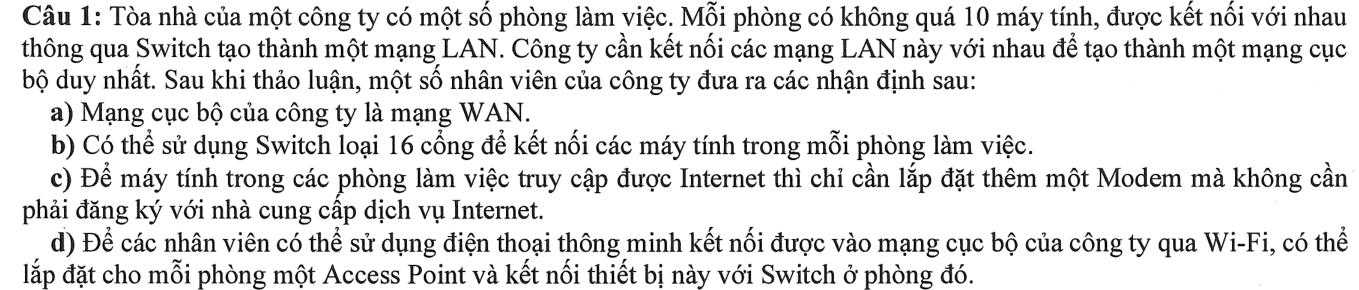 Câu 1: Tòa nhà của một công ty có một số phòng làm việc. Mỗi phòng có không quá 10 máy tính, được kết nối với nhau
thông qua Switch tạo thành một mạng LAN. Công ty cần kết nối các mạng LAN này với nhau để tạo thành một mạng cục
bộ duy nhất. Sau khi thảo luận, một số nhân viên của công ty đưa ra các nhận định sau:
a) Mạng cục bộ của công ty là mạng WAN.
b) Có thể sử dụng Switch loại 16 cổng để kết nối các máy tính trong mỗi phòng làm việc.
c) Để máy tính trong các phòng làm việc truy cập được Internet thì chỉ cần lắp đặt thêm một Modem mà không cần
phải đăng ký với nhà cung cấp dịch vụ Internet.
d) Để các nhân viên có thể sử dụng điện thoại thông minh kết nối được vào mạng cục bộ của công ty qua Wi-Fi, có thể
lắp đặt cho mỗi phòng một Access Point và kết nối thiết bị này với Switch ở phòng đó.